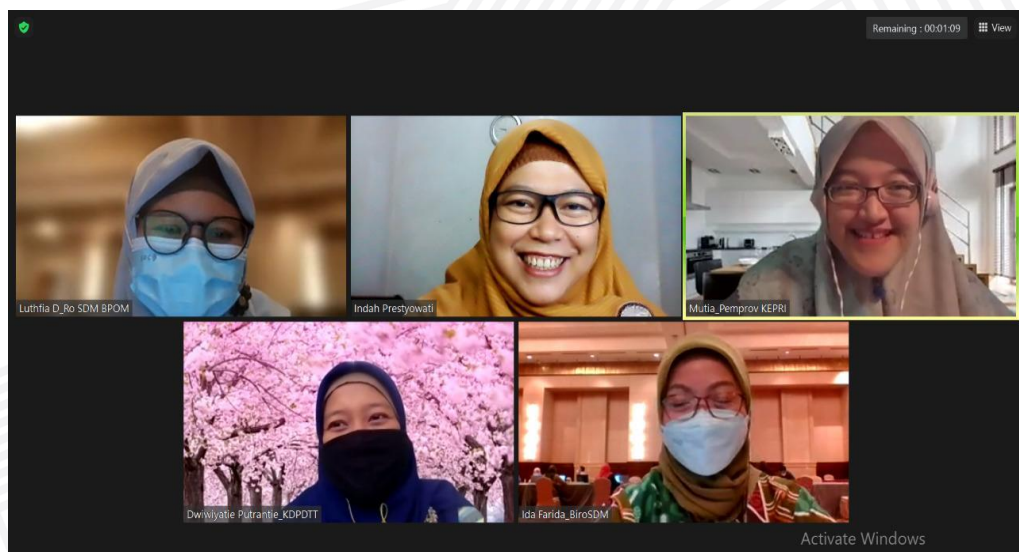 Remaining : 00:01:09 View
Luthfia D_Ro SDM BPOM
Indah Prestyowati
Mutia_Pemprov KEPRI
Dwiwiyatie Putrantie_KDPDTT
Ida Farida_BiroSDM
Activate Windows